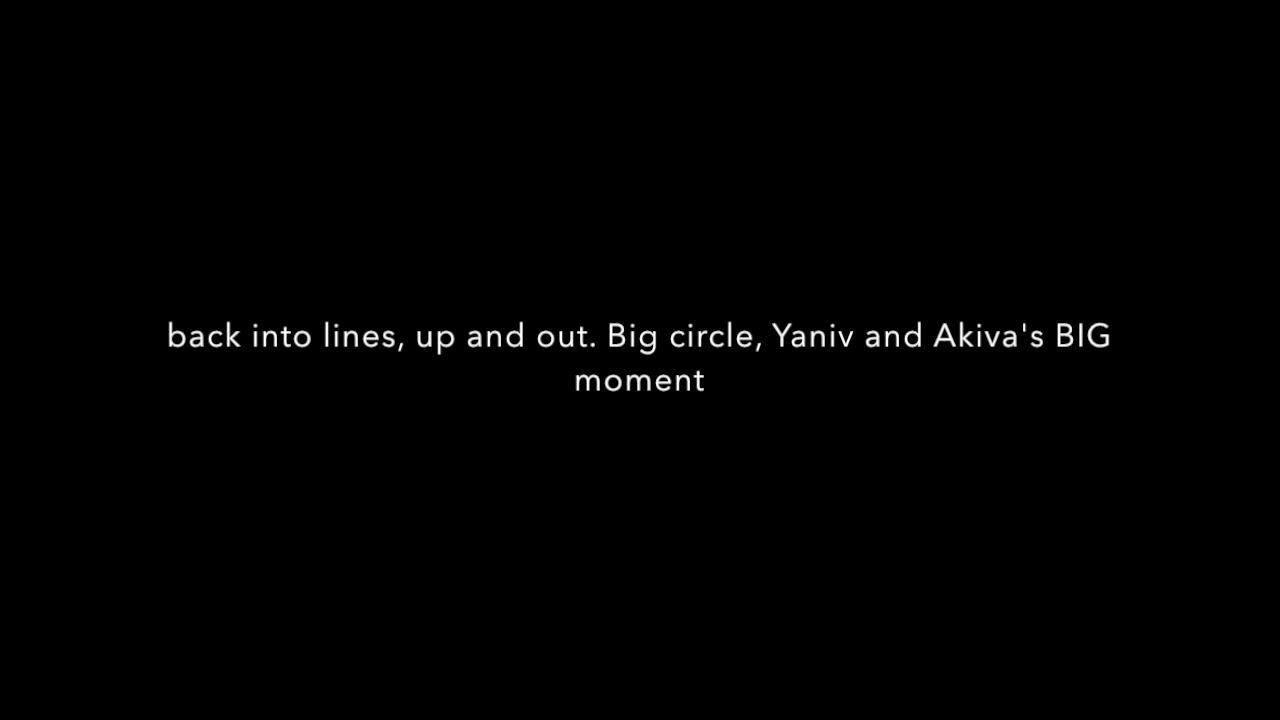 back into lines, up and out. Big circle, Yaniv and Akiva's BIG
moment